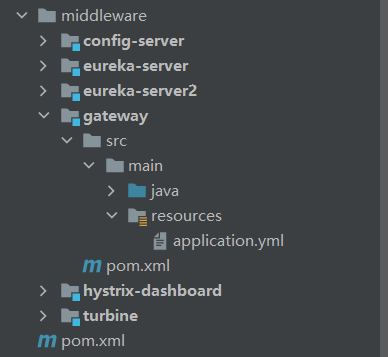 middleware
config-server
eureka-server
eureka-server2
gateway
src
main
java
resources
application.yml
m pom.xml
hystrix-dashboard
turbine
m pom.xml